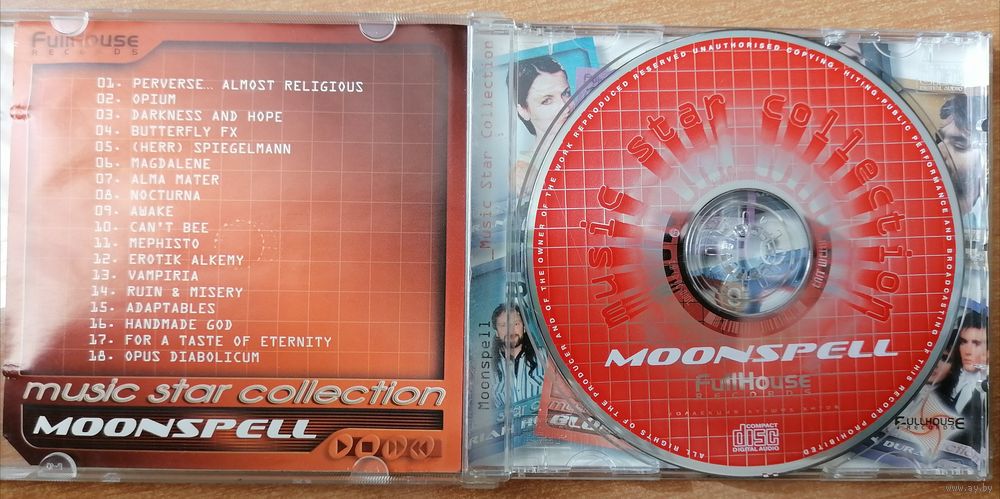 FullHouse
RECORDS
01. PERVERSE... ALMOST RELIGIOUS
02. OPIUM
03. DARKNESS AND HOPE
04. BUTTERFLY FX
05. (HERR) SPIEGELMANN
06. MAGDALENE
07. ALMA MATER
08. NOCTURNA
09. AWAKE
10. CAN'T BEE
11. MEPHISTO
12. EROTIK ALKEMY
13. VAMPIRIA
14. RUIN & MISERY
15. ADAPTABLES
16. HANDMADE GOD
17. FOR A TASTE OF ETERNITY
18. OPUS DIABOLICUM
music star collection
MOONSPELL
Music Star Collection
Moonspell
ALL RIGHTS OF THE PRODUCER AND OF THE OWNER OF THE WORK REPRODUCED RESERVED UNAUTHORISED COPYING, HITING, PUBLIC PERFORMANCE AND BROADCASTING OF THIS RECORD PROHIBITED
music star collection
MOONSPELL
FullHouse
RECORDS
COMPACT
disc
DIGITAL AUDIO
DIGITAL AUDIO
FULLHOUSE
RECORDS
www.ay.by